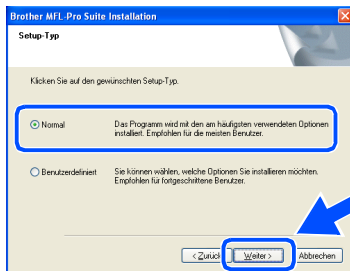 Brother MFL-Pro Suite Installation
Setup-Typ
Klicken Sie auf den gewünschten Setup-Typ.
Normal
Das Programm wird mit den am häufigsten verwendeten Optionen
installiert. Empfohlen für die meisten Benutzer.
Benutzerdefiniert
Sie können wählen, welche Optionen Sie installieren möchten.
Empfohlen für fortgeschrittene Benutzer.
< Zurück
Weiter >
Abbrechen